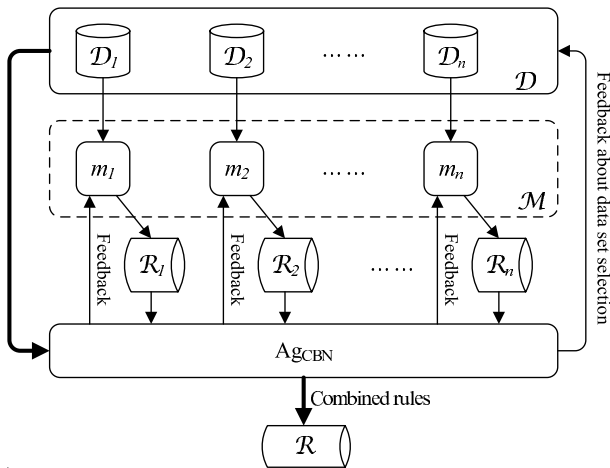 𝒟1 𝒟2 …… 𝒟n
𝒟
m1 m2 …… mn
ℳ
Feedback ℛ1 Feedback ℛ2 …… Feedback ℛn
Feedback about data set selection
AgCBN
Combined rules
ℛ